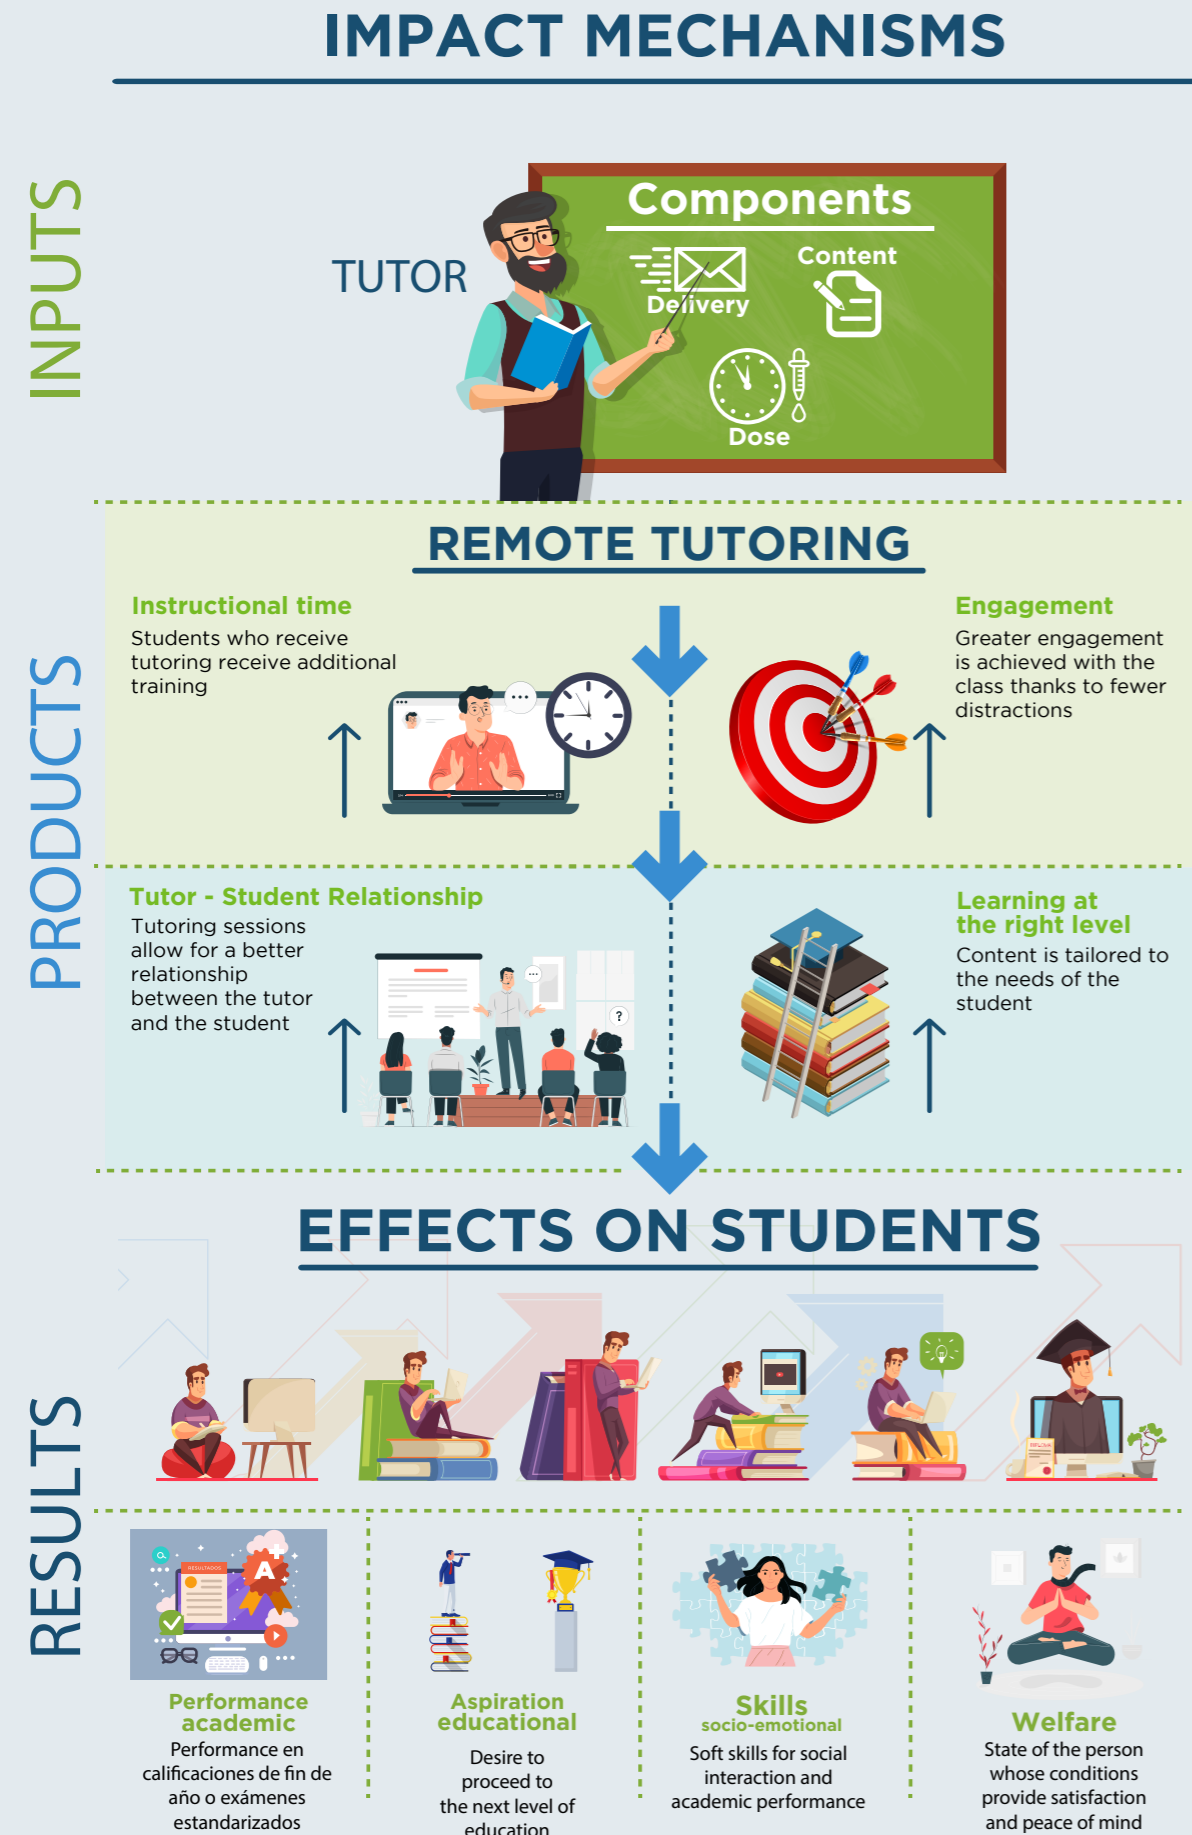 IMPACT MECHANISMS
INPUTS
TUTOR
Components
Delivery
Content
Dose
REMOTE TUTORING
PRODUCTS
Instructional time
Students who receive
tutoring receive additional
training
Engagement
Greater engagement
is achieved with the
class thanks to fewer
distractions
Tutor - Student Relationship
Tutoring sessions
allow for a better
relationship
between the tutor
and the student
?
Learning at
the right level
Content is tailored to
the needs of the
student
EFFECTS ON STUDENTS
RESULTS
RESULTADOS
A
Performance
academic
Performance en
calificaciones de fin de
año o exámenes
estandarizados
Aspiration
educational
Desire to
proceed to
the next level of
education
Skills
socio-emotional
Soft skills for social
interaction and
academic performance
Welfare
State of the person
whose conditions
provide satisfaction
and peace of mind